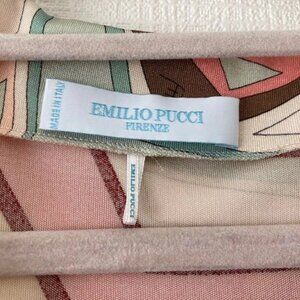 MADE IN ITALY
EMILIO PUCCI
FIRENZE
EMILIO PUCCI